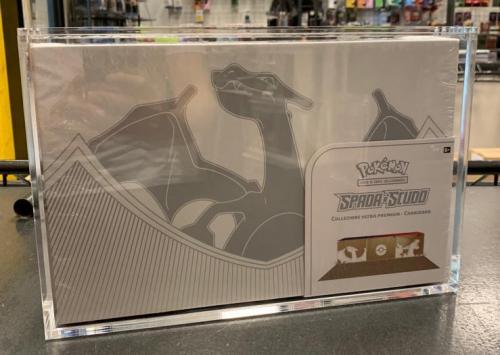 POKÉMON
SPADA E SCUDO
COLLEZIONE ULTRA PREMIUM - CHARIZARD